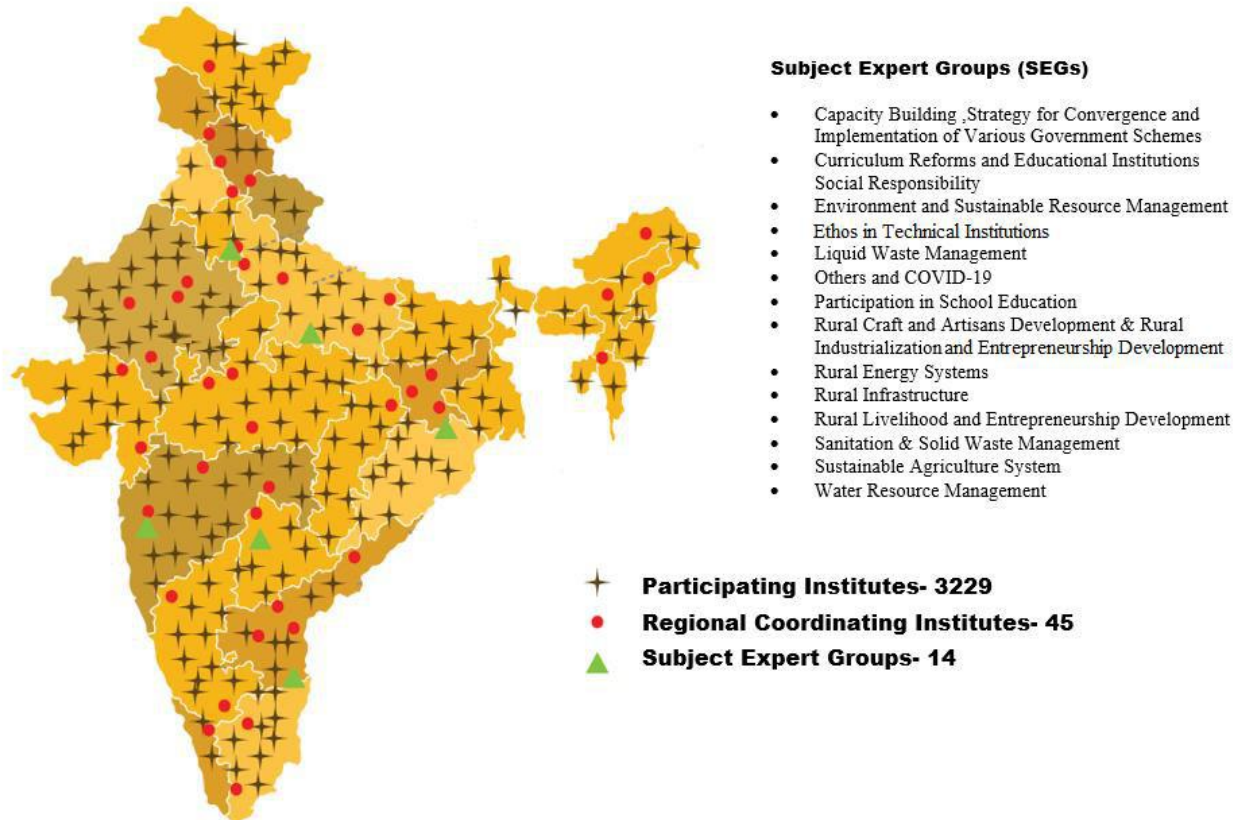 Subject Expert Groups (SEGs)
• Capacity Building ,Strategy for Convergence and
Implementation of Various Government Schemes
• Curriculum Reforms and Educational Institutions
Social Responsibility
• Environment and Sustainable Resource Management
• Ethos in Technical Institutions
• Liquid Waste Management
• Others and COVID-19
• Participation in School Education
• Rural Craft and Artisans Development & Rural
Industrialization and Entrepreneurship Development
• Rural Energy Systems
• Rural Infrastructure
• Rural Livelihood and Entrepreneurship Development
• Sanitation & Solid Waste Management
• Sustainable Agriculture System
• Water Resource Management
Participating Institutes- 3229
Regional Coordinating Institutes- 45
Subject Expert Groups- 14